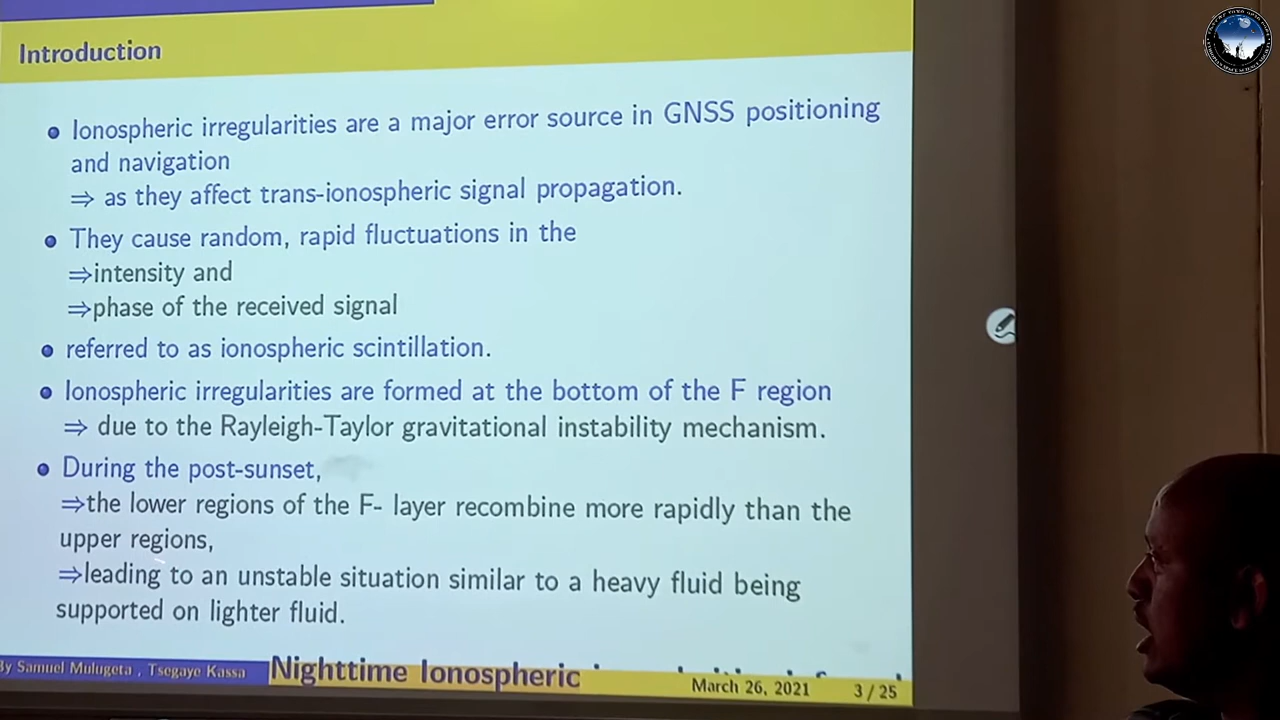 Introduction
Ionospheric irregularities are a major error source in GNSS positioning
and navigation
⇒ as they affect trans-ionospheric signal propagation.
They cause random, rapid fluctuations in the
⇒intensity and
⇒phase of the received signal
referred to as ionospheric scintillation.
Ionospheric irregularities are formed at the bottom of the F region
⇒ due to the Rayleigh-Taylor gravitational instability mechanism.
During the post-sunset,
⇒the lower regions of the F- layer recombine more rapidly than the
upper regions,
⇒leading to an unstable situation similar to a heavy fluid being
supported on lighter fluid.
By Samuel Mulugeta , Tsegaye Kassa
Nighttime Ionospheric
March 26, 2021
3 / 25